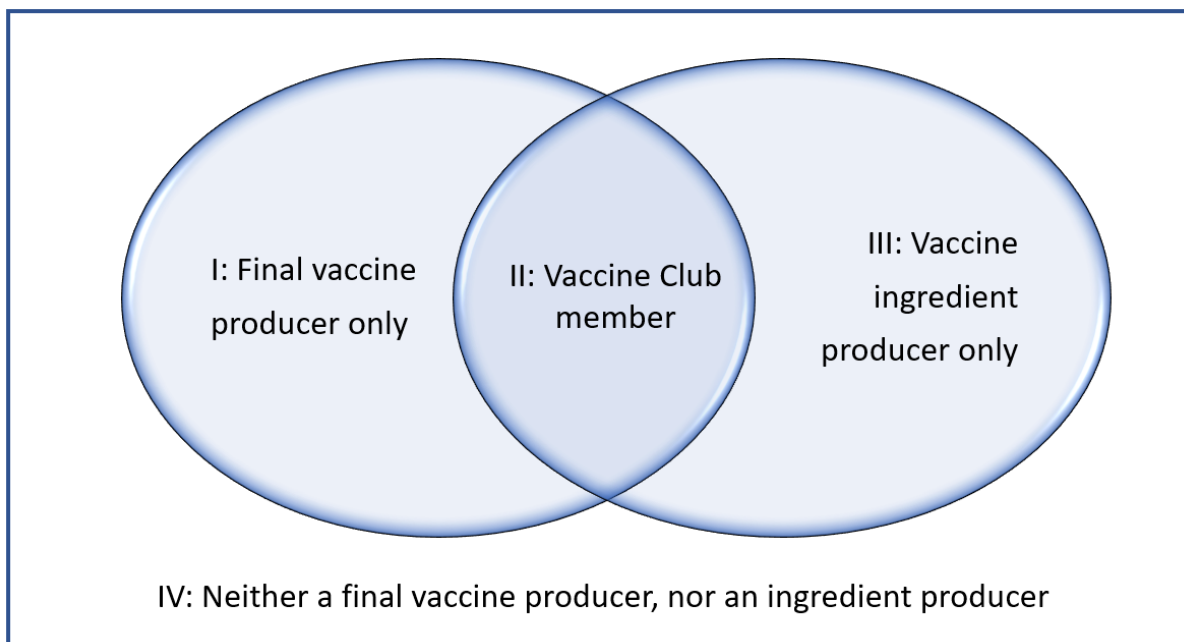 I: Final vaccine
producer only
II: Vaccine Club
member
III: Vaccine
ingredient
producer only
IV: Neither a final vaccine producer, nor an ingredient producer